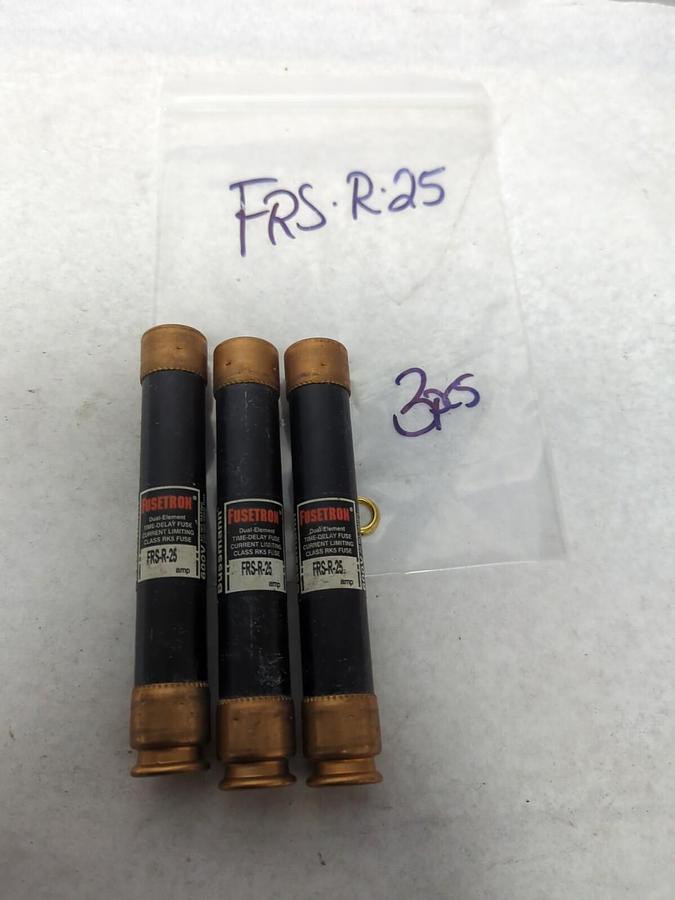 FRS·R·25
3pcs
FUSETRON®
Dual-Element
TIME-DELAY FUSE
CURRENT LIMITING
CLASS RK5 FUSE
FRS-R-25
amp
600V
FUSETRON®
Dual-Element
TIME-DELAY FUSE
CURRENT LIMITING
CLASS RK5 FUSE
FRS-R-25
amp
Bussmann
FUSETRON
Dual-Element
TIME-DELAY FUSE
CURRENT LIMITING
CLASS RK5 FUSE
FRS-R-25
amp